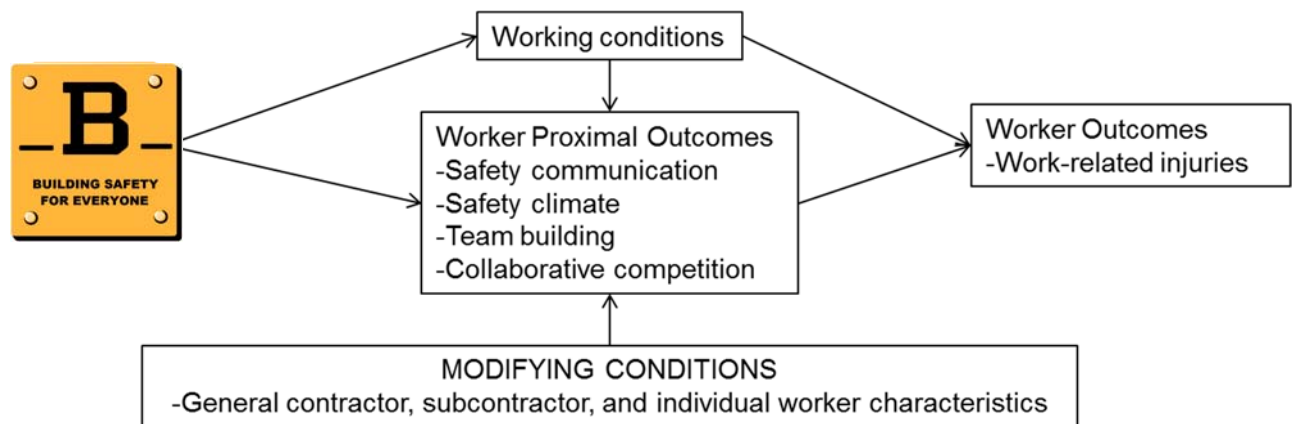 B
BUILDING SAFETY
FOR EVERYONE
Working conditions
Worker Proximal Outcomes
-Safety communication
-Safety climate
-Team building
-Collaborative competition
Worker Outcomes
-Work-related injuries
MODIFYING CONDITIONS
-General contractor, subcontractor, and individual worker characteristics